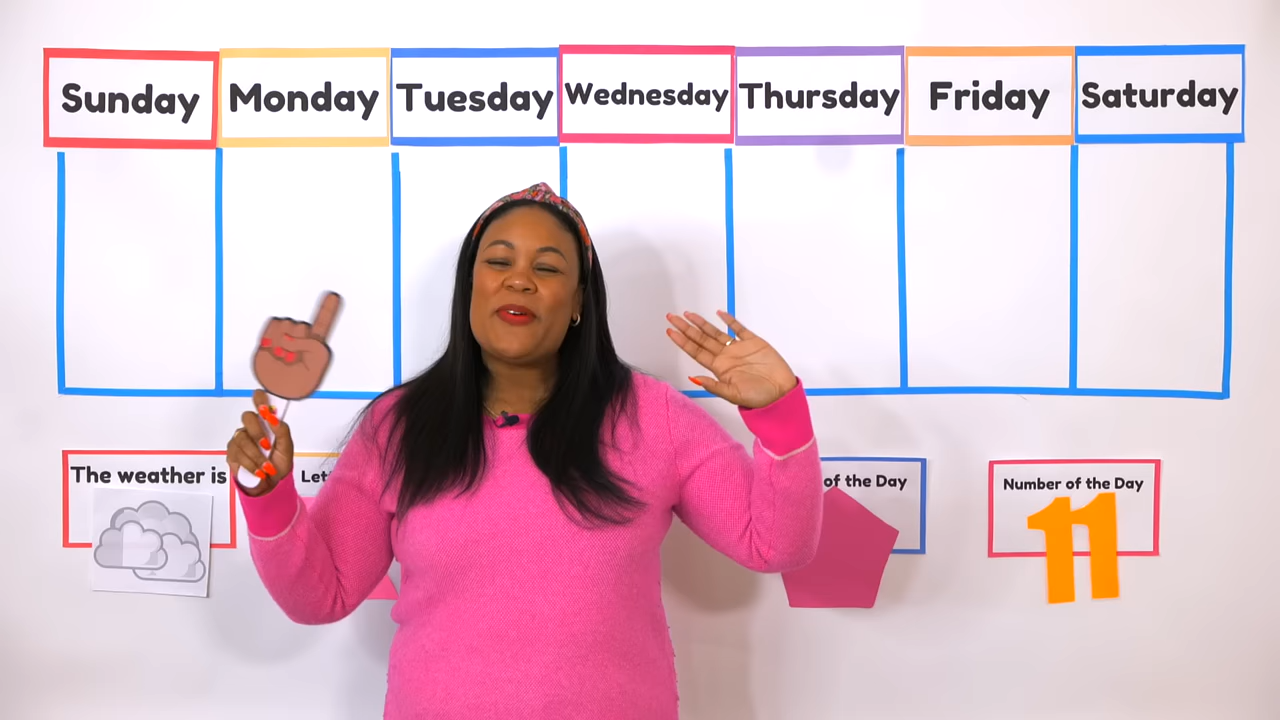 Sunday Monday Tuesday Wednesday Thursday Friday Saturday
The weather is
of the Day
Number of the Day
11